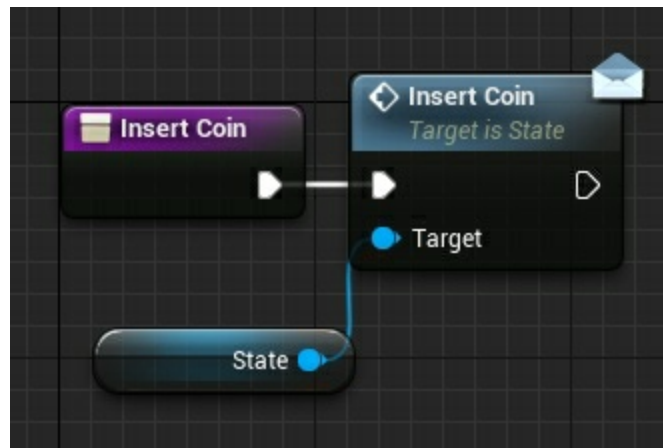 Insert Coin
Insert Coin
Target is State
Target
State